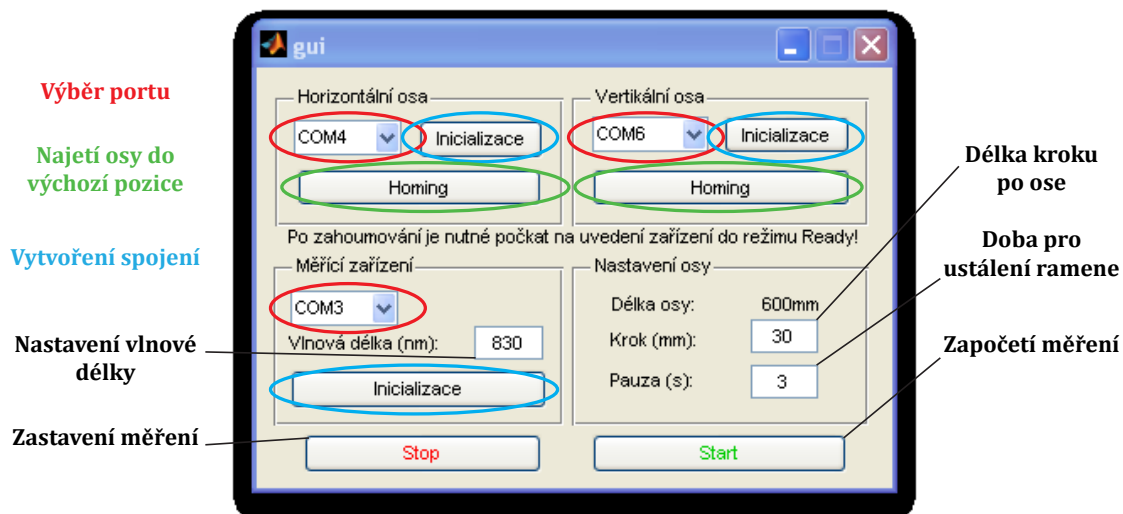 gui
Výběr portu
Najetí osy do
výchozí pozice
Vytvoření spojení
Nastavení vlnové
délky
Zastavení měření
Horizontální osa
COM4
Inicializace
Homing
Vertikální osa
COM6
Inicializace
Homing
Po zahoumování je nutné počkat na uvedení zařízení do režimu Ready!
Měřící zařízení
COM3
Vlnová délka (nm):
830
Inicializace
Nastavení osy
Délka osy:
600mm
Krok (mm):
30
Pauza (s):
3
Stop
Start
Délka kroku
po ose
Doba pro
ustálení ramene
Započetí měření